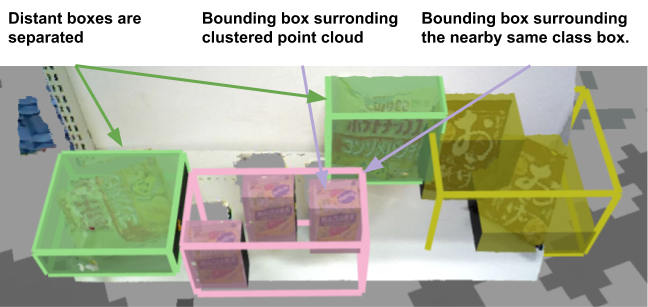 Distant boxes are
separated
Bounding box surronding
clustered point cloud
Bounding box surrounding
the nearby same class box.